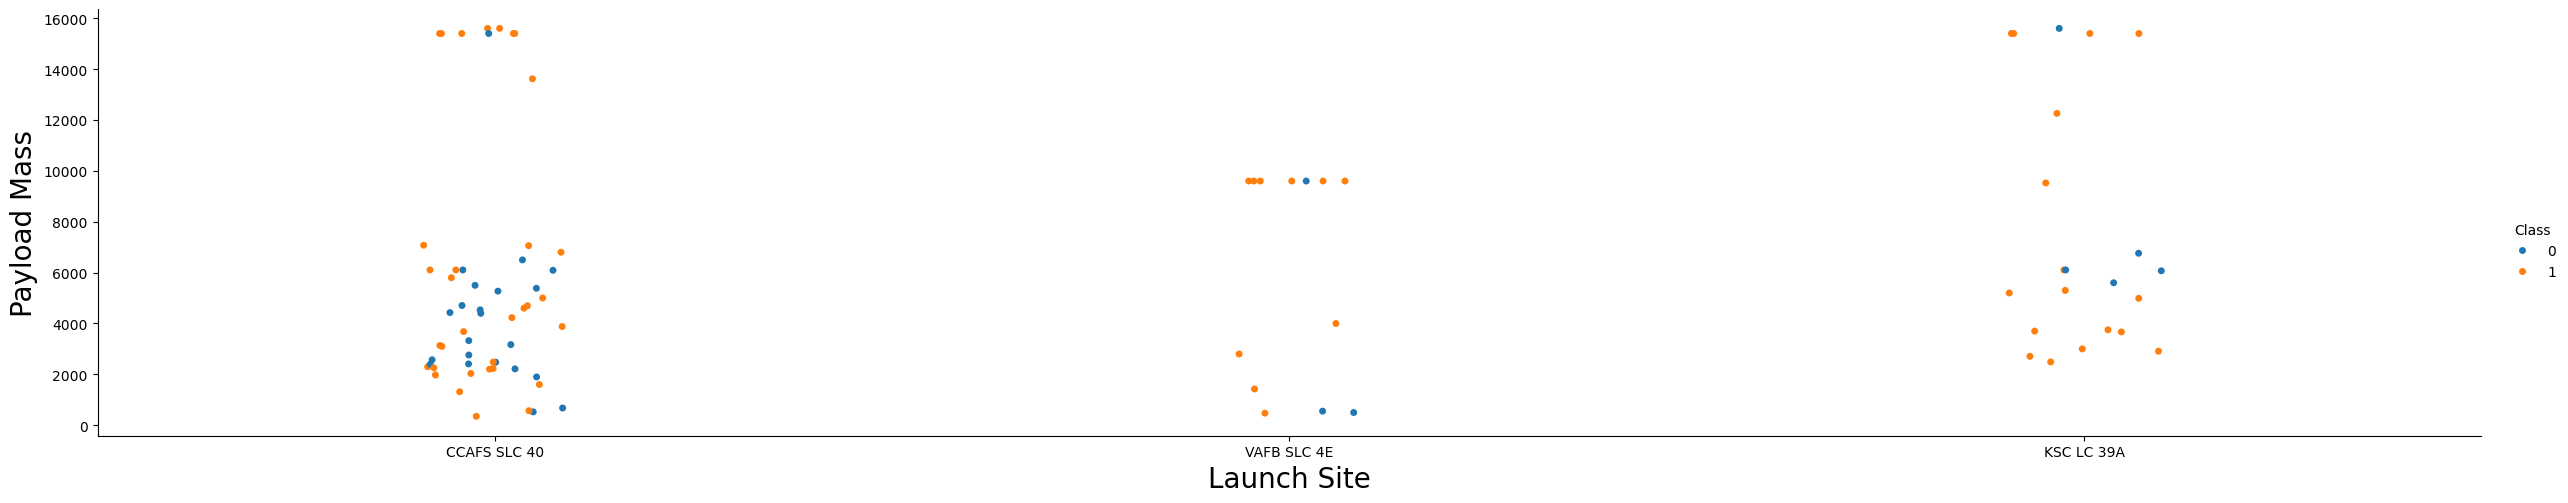 16000
14000
12000
10000
8000
6000
4000
2000
0
Payload Mass
CCAFS SLC 40
VAFB SLC 4E
KSC LC 39A
Launch Site
Class
0
1